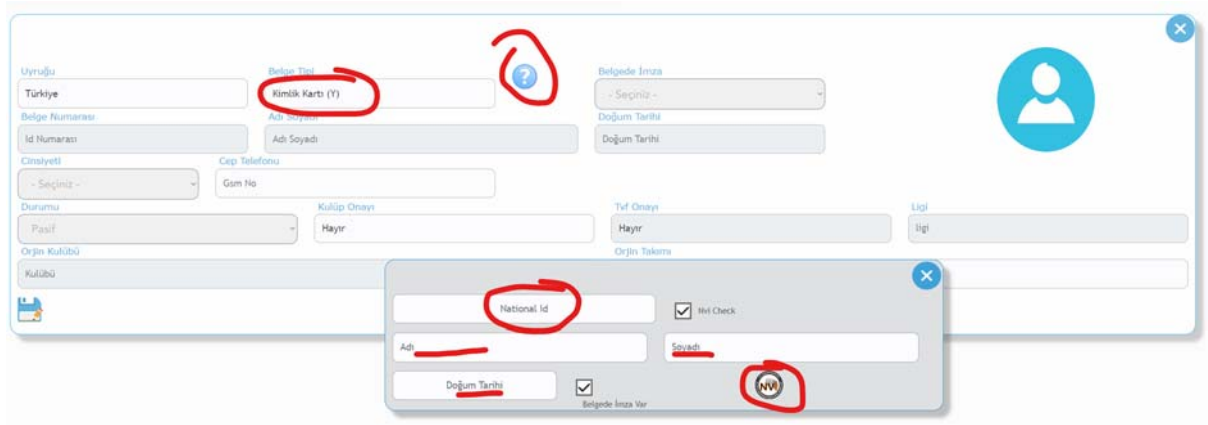 Uyruğu Belge Tipi Belgede İmza
Türkiye Kimlik Kartı (Y) ? - Seçiniz -
Belge Numarası Adı Soyadı Doğum Tarihi
Id Numarası Adı Soyadı Doğum Tarihi
Cinsiyeti Cep Telefonu
- Seçiniz - Gsm No
Durumu Kulüp Onayı Tvf Onayı Ligi
Pasif Hayır Hayır ligi
Orjin Kulübü Orjin Takımı
Kulübü
National Id Nvi Check
Adı Soyadı
Doğum Tarihi Belgede İmza Var NVI